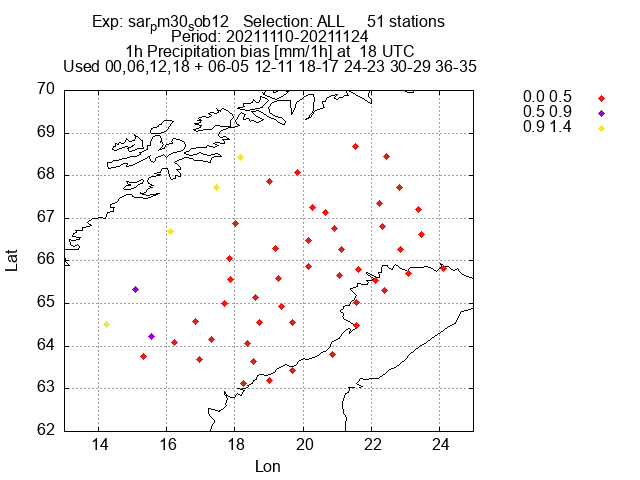 Exp: sarpm30sob12 Selection: ALL 51 stations
Period: 20211110-20211124
1h Precipitation bias [mm/1h] at 18 UTC
Used 00,06,12,18 + 06-05 12-11 18-17 24-23 30-29 36-35
70
69
68
67
66
65
64
63
62
Lat
14 16 18 20 22 24
Lon
0.0 0.5
0.5 0.9
0.9 1.4